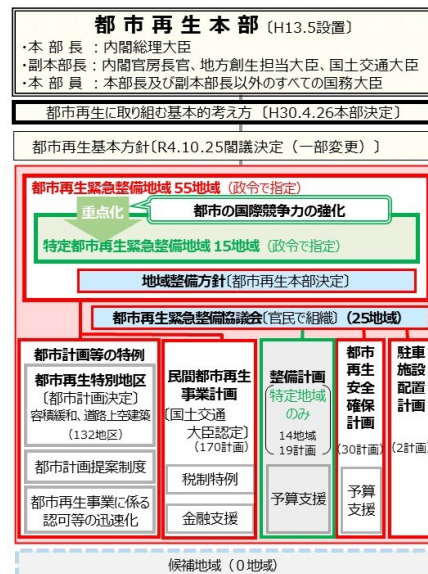 都市再生本部〔H13.5設置〕
・本部長：内閣総理大臣
・副本部長：内閣官房長官、地方創生担当大臣、国土交通大臣
・本部員：本部長及び副本部長以外のすべての国務大臣
都市再生に取り組む基本的考え方〔H30.4.26本部決定〕
都市再生基本方針〔R4.10.25閣議決定（一部変更）〕
都市再生緊急整備地域 55地域（政令で指定）
重点化
都市の国際競争力の強化
特定都市再生緊急整備地域 15地域（政令で指定）
地域整備方針〔都市再生本部決定〕
都市再生緊急整備協議会〔官民で組織〕（25地域）
都市計画等の特例
都市再生特別地区
〔都市計画決定〕
容積緩和、道路上空建築
（132地区）
都市計画提案制度
都市再生事業に係る
認可等の迅速化
民間都市再生
事業計画
〔国土交通
大臣認定〕
（170計画）
税制特例
金融支援
整備計画
特定地域
のみ
14地域
19計画
予算支援
都市
再生
安全
確保
計画
（30計画）
予算
支援
駐車
施設
配置
計画
（2計画）
候補地域（0地域）